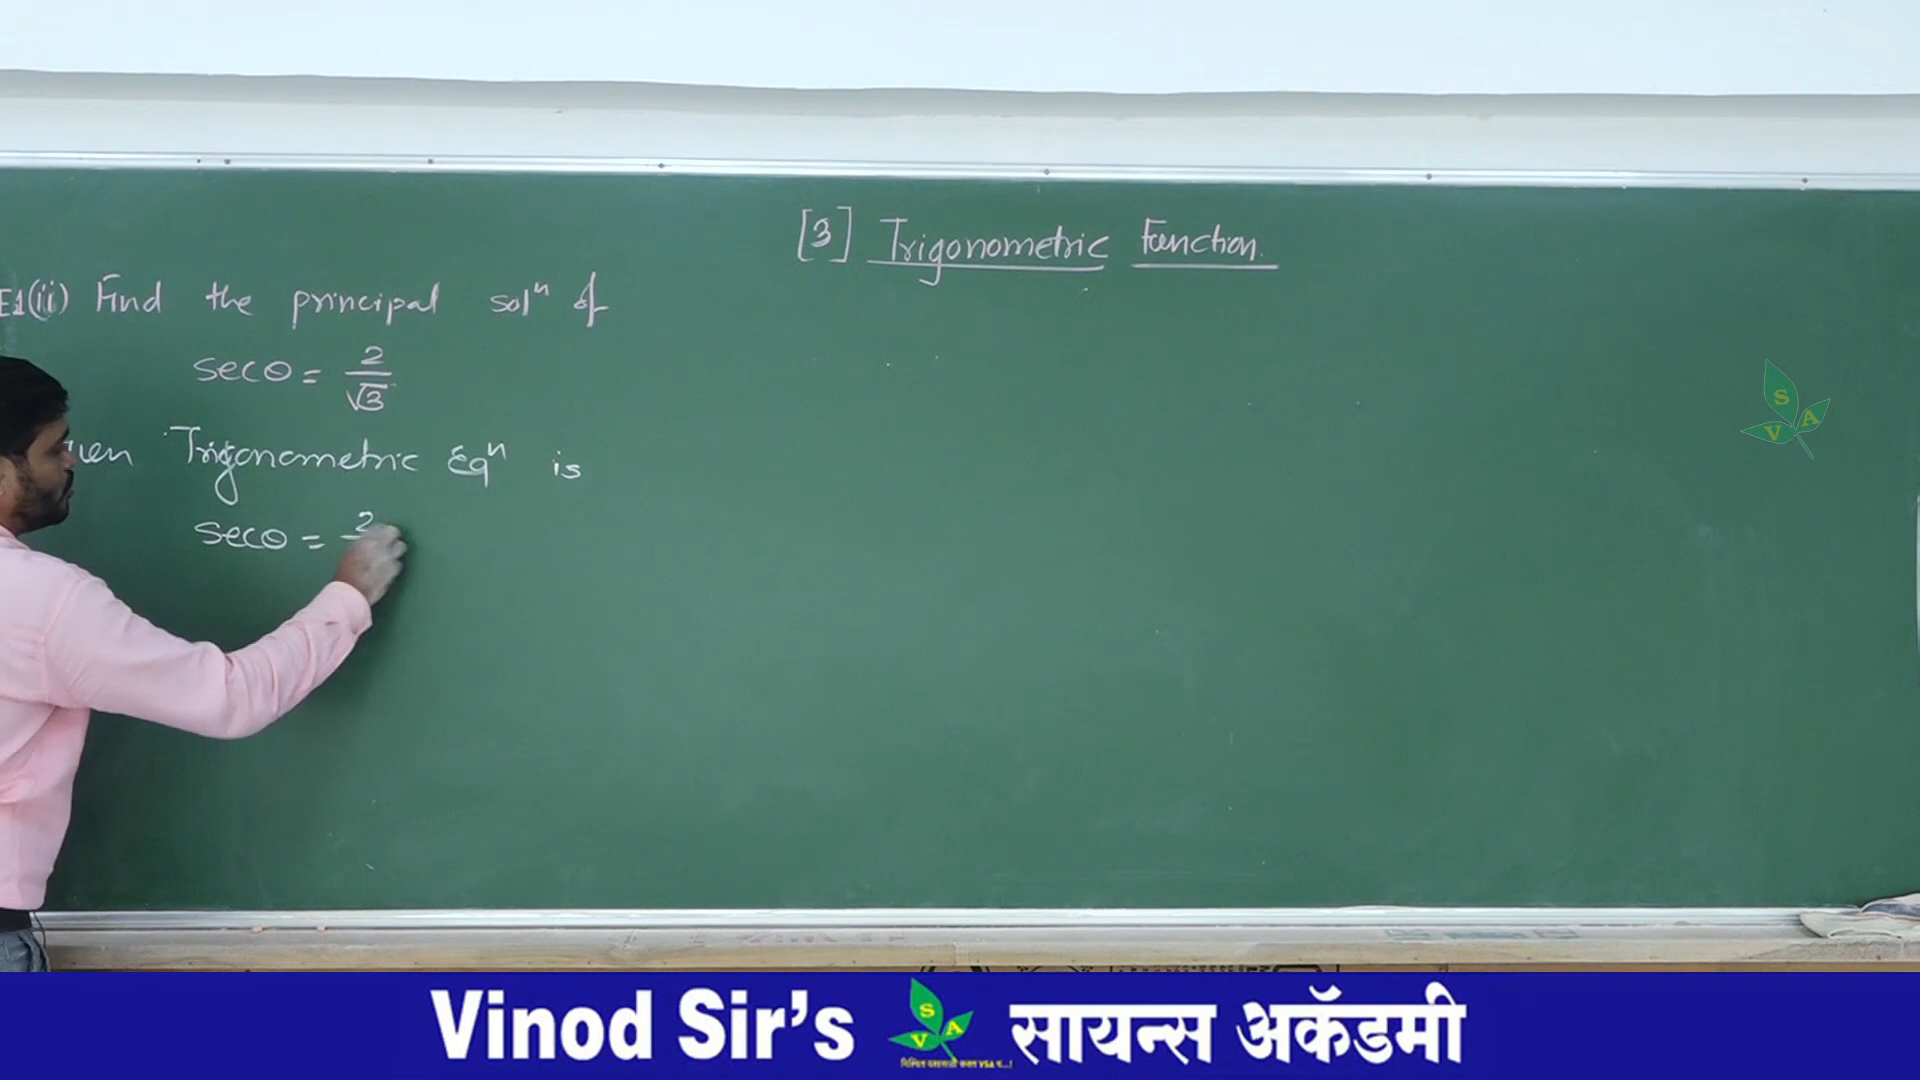 [3] Trigonometric Function.
E1(ii) Find the principal solⁿ of
secθ = 2/√3
Trigonometric Eqⁿ is
secθ = 2
S
V A
Vinod Sir's S V A सायन्स अकॅडमी